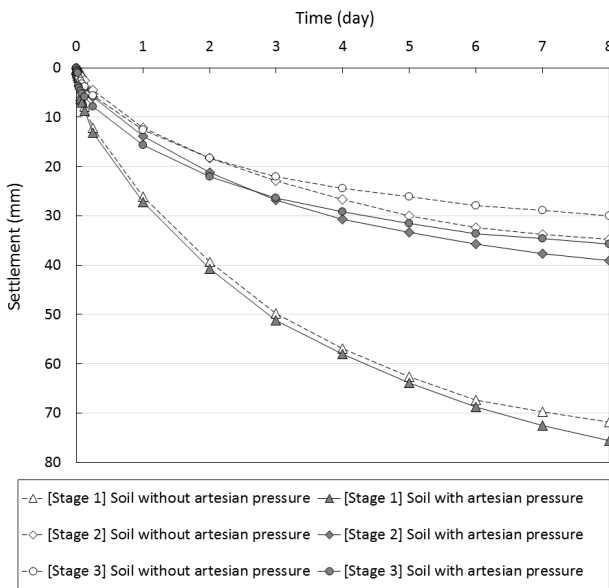 Time (day)
0 1 2 3 4 5 6 7 8
0
10
20
30
40
50
60
70
80
Settlement (mm)
[Stage 1] Soil without artesian pressure [Stage 1] Soil with artesian pressure
[Stage 2] Soil without artesian pressure [Stage 2] Soil with artesian pressure
[Stage 3] Soil without artesian pressure [Stage 3] Soil with artesian pressure